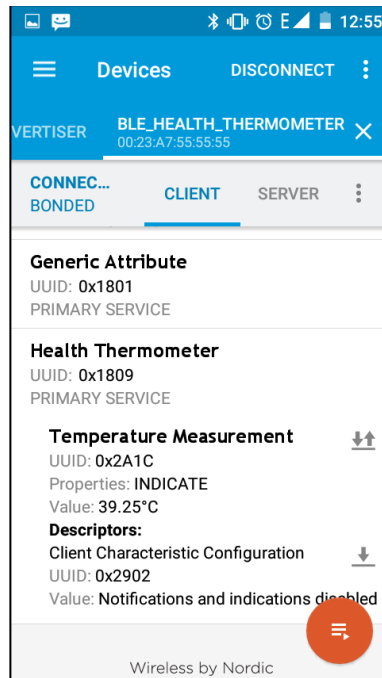 E 12:55
Devices DISCONNECT
VERTISER BLE_HEALTH_THERMOMETER
00:23:A7:55:55:55
CONNEC... CLIENT SERVER
BONDED
Generic Attribute
UUID: 0x1801
PRIMARY SERVICE
Health Thermometer
UUID: 0x1809
PRIMARY SERVICE
Temperature Measurement
UUID: 0x2A1C
Properties: INDICATE
Value: 39.25°C
Descriptors:
Client Characteristic Configuration
UUID: 0x2902
Value: Notifications and indications disabled
Wireless by Nordic